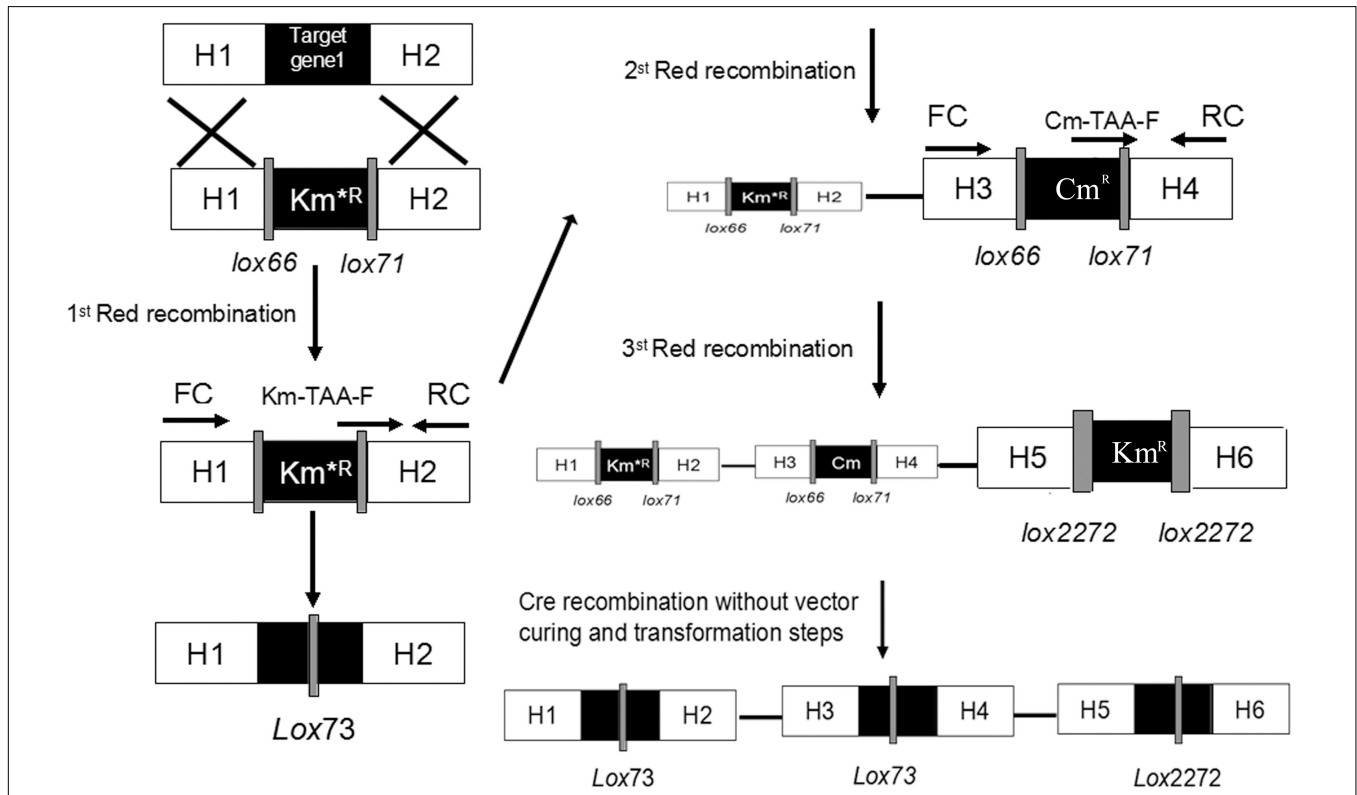 H1 Target gene1 H2
H1 Km*R H2
lox66 lox71
1st Red recombination
FC Km-TAA-F RC
H1 Km*R H2
H1 H2
Lox73
2st Red recombination
FC Cm-TAA-F RC
H1 Km*R H2 H3 CmR H4
lox66 lox71 lox66 lox71
3st Red recombination
H1 Km*R H2 H3 Cm H4 H5 KmR H6
lox66 lox71 lox66 lox71 lox2272 lox2272
Cre recombination without vector
curing and transformation steps
H1 H2 H3 H4 H5 H6
Lox73 Lox73 Lox2272